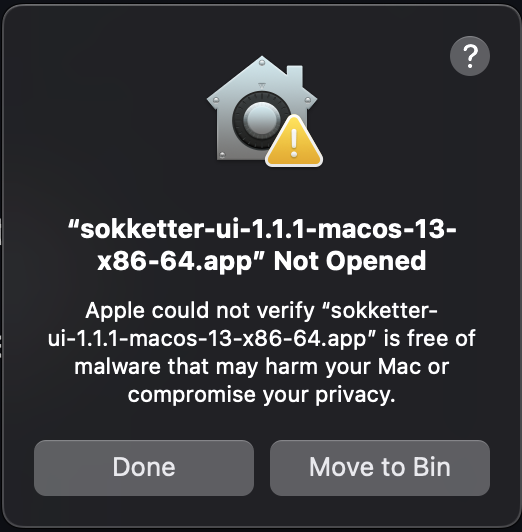 ?
“sokketter-ui-1.1.1-macos-13-
x86-64.app” Not Opened
Apple could not verify “sokketter-
ui-1.1.1-macos-13-x86-64.app” is free of
malware that may harm your Mac or
compromise your privacy.
Done
Move to Bin